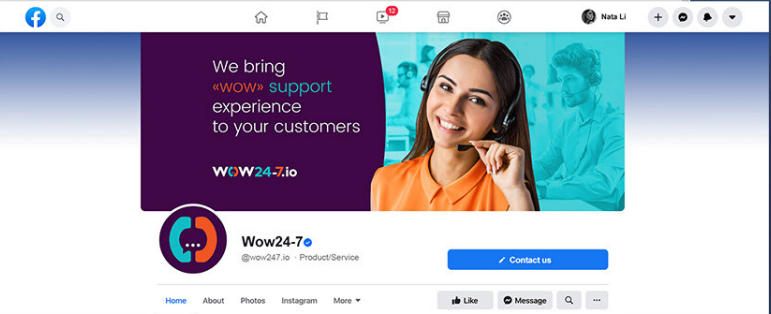 12
Nata Li
We bring
«wow» support
experience
to your customers
WOW24-7.io
Wow24-7
@wow247.io · Product/Service
Contact us
Home About Photos Instagram More
Like Message